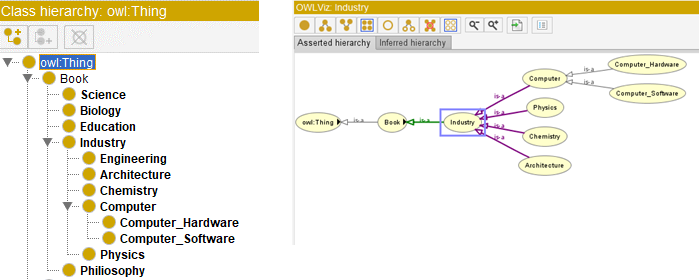 Class hierarchy: owl:Thing
owl:Thing
Book
Science
Biology
Education
Industry
Engineering
Architecture
Chemistry
Computer
Computer_Hardware
Computer_Software
Physics
Philosophy
OWLViz: Industry
Asserted hierarchy Inferred hierarchy
owl:Thing
is-a
Book
is-a
Industry
is-a
is-a
is-a
is-a
Computer
Physics
Chemistry
Architecture
is-a
is-a
Computer_Hardware
Computer_Software